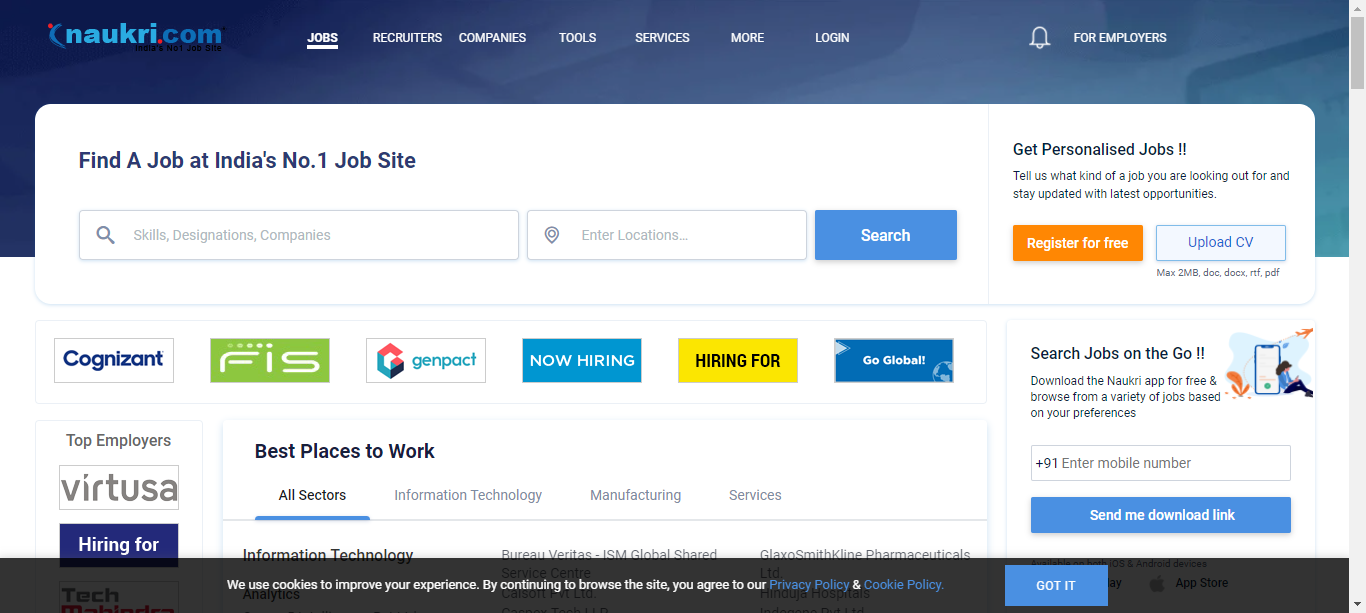 naukri.com
India's No1 Job Site
JOBS
RECRUITERS
COMPANIES
TOOLS
SERVICES
MORE
LOGIN
FOR EMPLOYERS
Find A Job at India's No.1 Job Site
Skills, Designations, Companies
Enter Locations...
Search
Get Personalised Jobs !!
Tell us what kind of a job you are looking out for and
stay updated with latest opportunities.
Register for free
Upload CV
Max 2MB, doc, docx, rtf, pdf
Cognizant
FIS
genpact
NOW HIRING
HIRING FOR
Go Global!
Search Jobs on the Go !!
Download the Naukri app for free &
browse from a variety of jobs based
on your preferences
+91 Enter mobile number
Send me download link
Available on both iOS & Android devices
App Store
Top Employers
virtusa
Hiring for
Tech
Mahindra
Best Places to Work
All Sectors
Information Technology
Manufacturing
Services
Information Technology
Analytics
Bureau Veritas - ISM Global Shared
Service Centre
Calsoft Pvt Ltd.
Caspex Tech LLP
GlaxoSmithKline Pharmaceuticals
Ltd.
Hinduja Hospitals
We use cookies to improve your experience. By continuing to browse the site, you agree to our Privacy Policy & Cookie Policy.
GOT IT